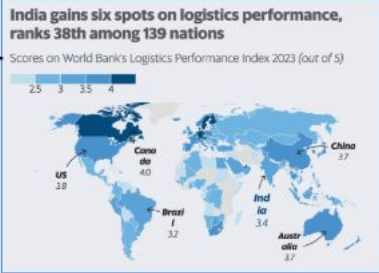 India gains six spots on logistics performance,
ranks 38th among 139 nations
Scores on World Bank's Logistics Performance Index 2023 (out of 5)
2.5 3 3.5 4
Cana
da
4.0
US
3.8
China
3.7
Ind
ia
3.4
Brazi
l
3.2
Austr
alia
3.7